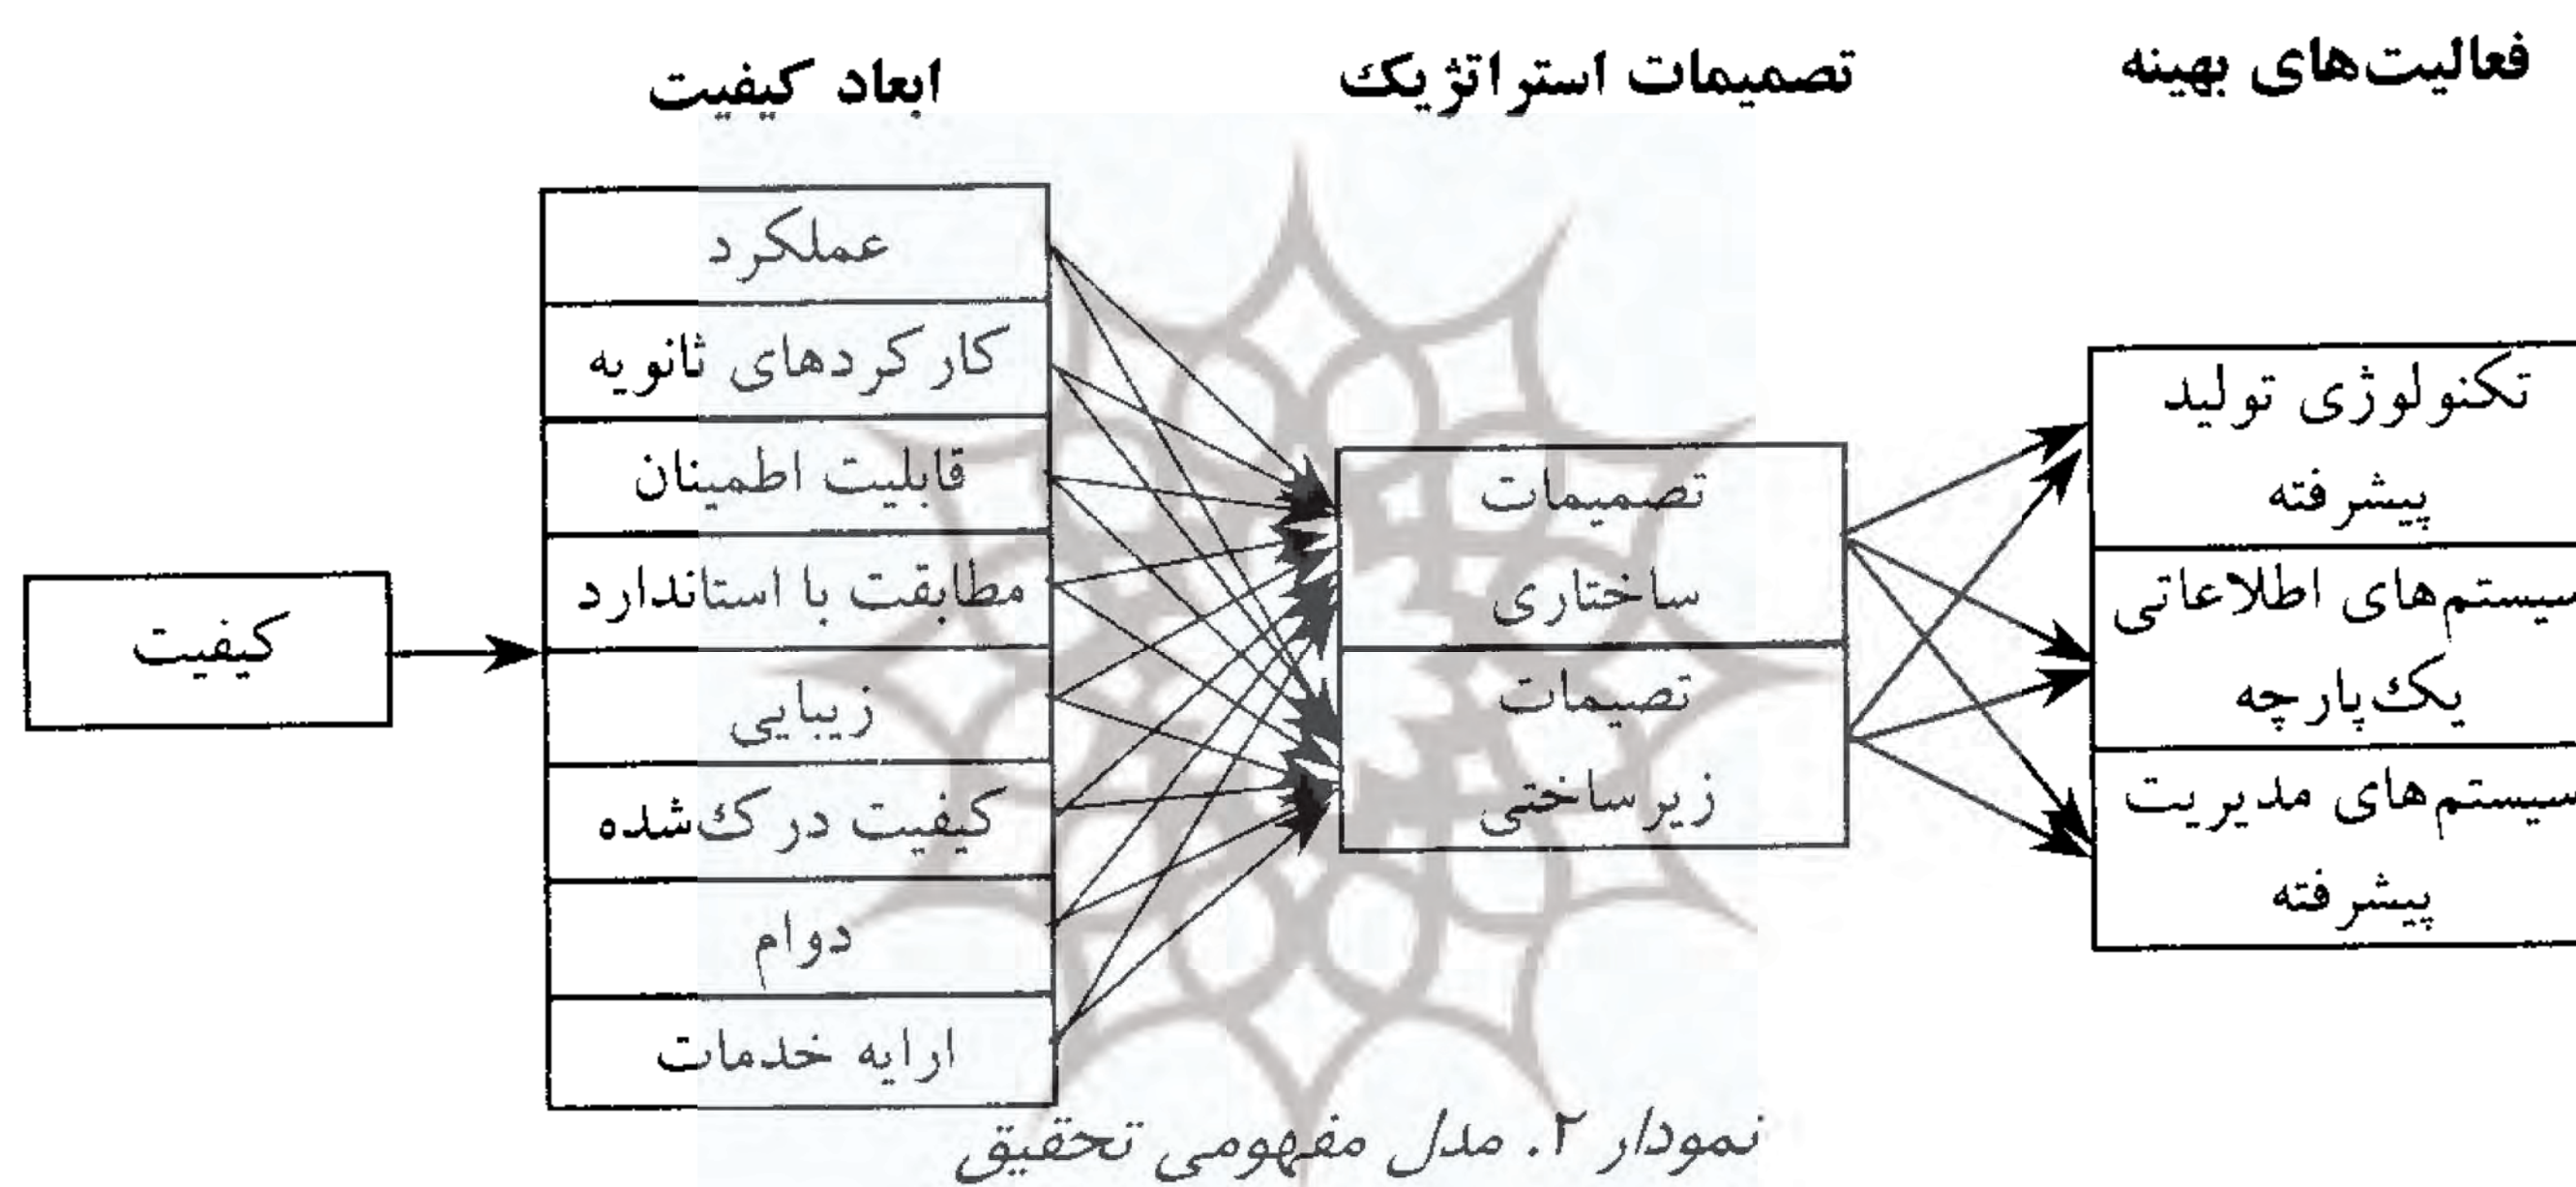 ابعاد کیفیت
تصمیمات استراتژیک
فعالیت‌های بهینه
کیفیت
عملکرد
کارکردهای ثانویه
قابلیت اطمینان
مطابقت با استاندارد
زیبایی
کیفیت درک‌شده
دوام
ارایه خدمات
تصمیمات
ساختاری
تصیمات
زیرساختی
تکنولوژی تولید
پیشرفته
سیستم‌های اطلاعاتی
یک‌پارچه
سیستم‌های مدیریت
پیشرفته
نمودار ۲. مدل مفهومی تحقیق